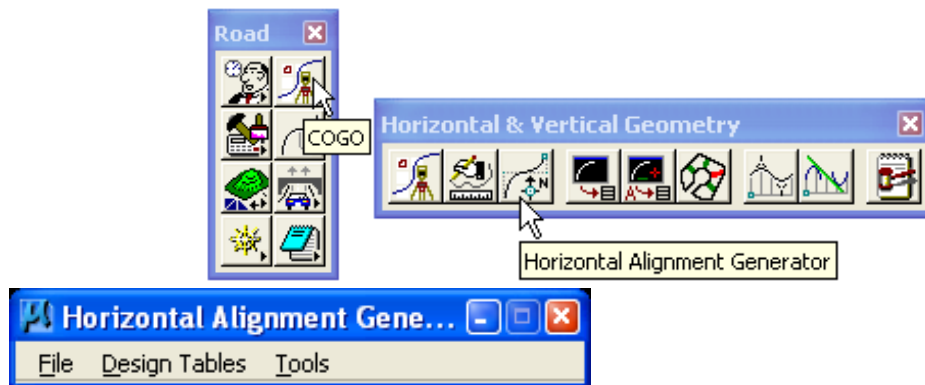 Road
COGO
Horizontal & Vertical Geometry
Horizontal Alignment Generator
Horizontal Alignment Gene...
File Design Tables Tools